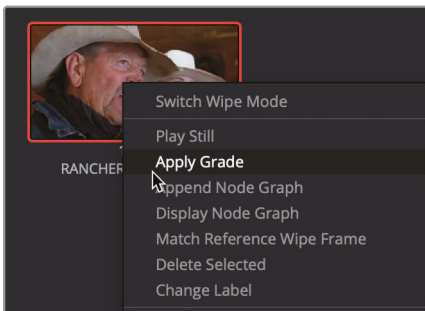 Switch Wipe Mode
Play Still
Apply Grade
RANCHER
Append Node Graph
Display Node Graph
Match Reference Wipe Frame
Delete Selected
Change Label